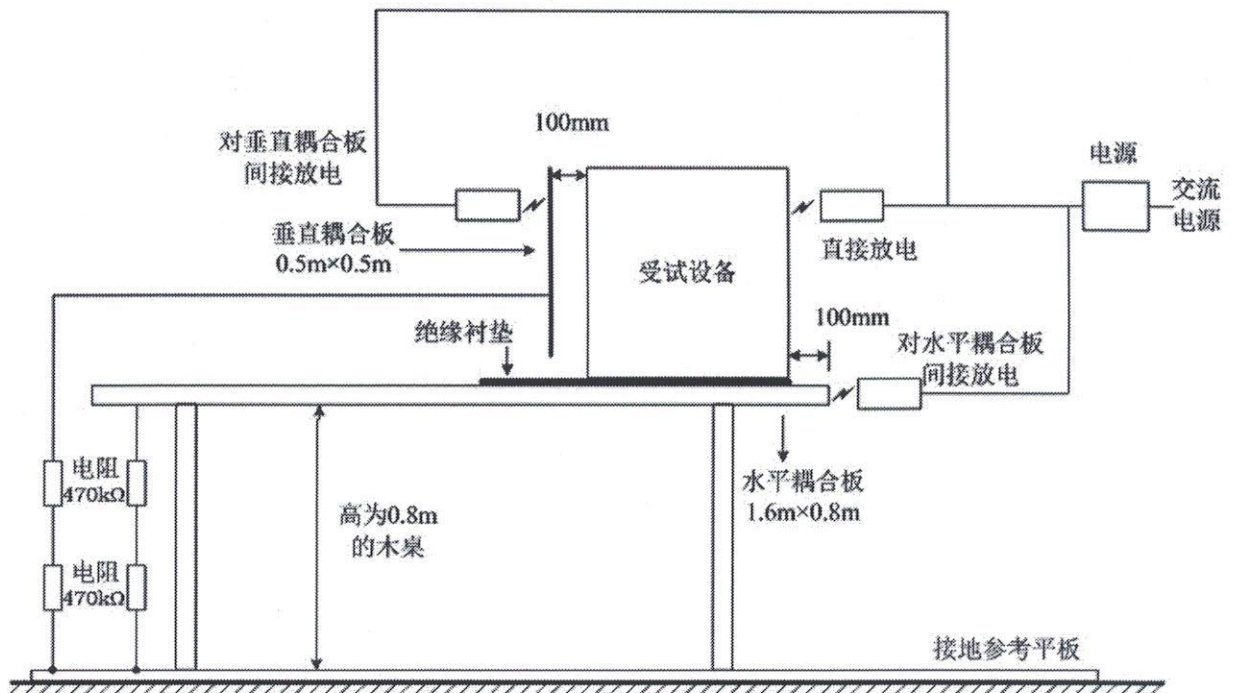 100mm
对垂直耦合板
间接放电
电源
交流
电源
垂直耦合板
0.5m×0.5m
直接放电
受试设备
100mm
绝缘衬垫
对水平耦合板
间接放电
电阻
470kΩ
水平耦合板
1.6m×0.8m
高为0.8m
的木桌
电阻
470kΩ
接地参考平板